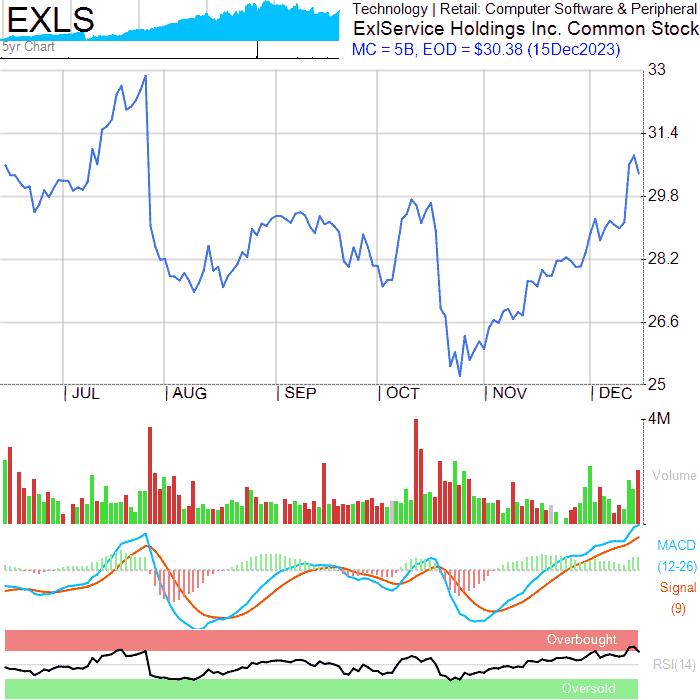 EXLS
5yr Chart
Technology | Retail: Computer Software & Peripheral
ExlService Holdings Inc. Common Stock
MC = 5B, EOD = $30.38 (15Dec2023)
33
31.4
29.8
28.2
26.6
25
| JUL | AUG | SEP | OCT | NOV | DEC
4M
Volume
MACD
(12-26)
Signal
(9)
Overbought
RSI(14)
Oversold